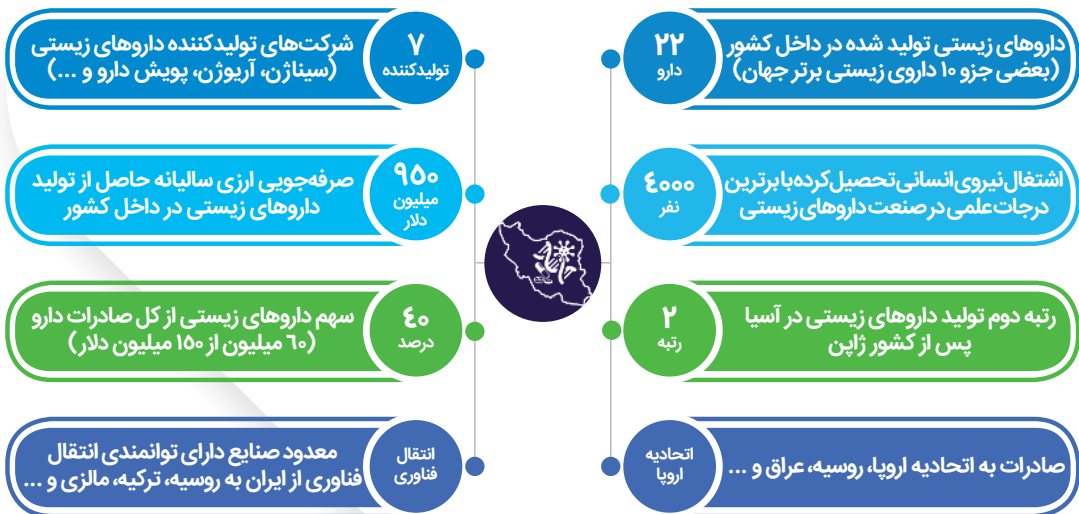 ۲۲
دارو
داروهای زیستی تولید شده در داخل کشور
(بعضی جزو ۱۰ داروی زیستی برتر جهان)
۴۰۰۰
نفر
اشتغال نیروی انسانی تحصیل کرده با برترین
درجات علمی در صنعت داروهای زیستی
۲
رتبه
رتبه دوم تولید داروهای زیستی در آسیا
پس از کشور ژاپن
اتحادیه
اروپا
صادرات به اتحادیه اروپا، روسیه، عراق و ...
۷
تولیدکننده
شرکت‌های تولیدکننده داروهای زیستی
(سیناژن، آریوژن، پویش دارو و ...)
۹۵۰
میلیون
دلار
صرفه‌جویی ارزی سالیانه حاصل از تولید
داروهای زیستی در داخل کشور
۴۰
درصد
سهم داروهای زیستی از کل صادرات دارو
(۶۰ میلیون از ۱۵۰ میلیون دلار)
انتقال
فناوری
معدود صنایع دارای توانمندی انتقال
فناوری از ایران به روسیه، ترکیه، مالزی و ...